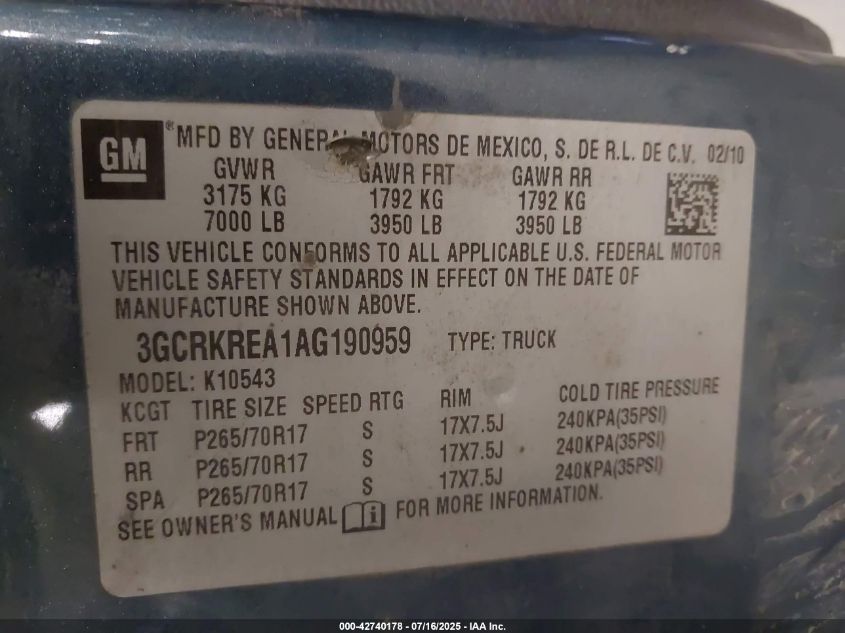 GM ® MFD BY GENERAL MOTORS DE MEXICO, S. DE R.L. DE C.V. 02/10
GVWR GAWR FRT GAWR RR
3175 KG 1792 KG 1792 KG
7000 LB 3950 LB 3950 LB
THIS VEHICLE CONFORMS TO ALL APPLICABLE U.S. FEDERAL MOTOR
VEHICLE SAFETY STANDARDS IN EFFECT ON THE DATE OF
MANUFACTURE SHOWN ABOVE.
3GCRKREA1AG190959 TYPE: TRUCK
MODEL: K10543
KCGT TIRE SIZE SPEED RTG RIM COLD TIRE PRESSURE
FRT P265/70R17 S 17X7.5J 240KPA(35PSI)
RR P265/70R17 S 17X7.5J 240KPA(35PSI)
SPA P265/70R17 S 17X7.5J 240KPA(35PSI)
SEE OWNER'S MANUAL i FOR MORE INFORMATION.
000-42740178 - 07/16/2025 - IAA Inc.